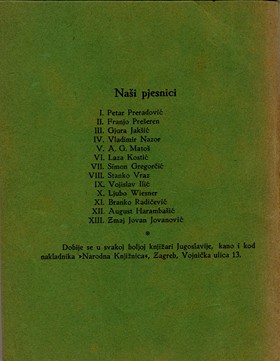 Naši pjesnici
I. Petar Preradović
II. Franjo Prešeren
III. Gjura Jakšić
IV. Vladimir Nazor
V. A. G. Matoš
VI. Laza Kostić
VII. Simon Gregorčić
VIII. Stanko Vraz
IX. Vojislav Ilić
X. Ljubo Wiesner
XI. Branko Radičević
XII. August Harambašić
XIII. Zmaj Jovan Jovanović
*
Dobije se u svakoj boljoj knjižari Jugoslavije, kano i kod
nakladnika »Narodna Knjižnica«, Zagreb, Vojnička ulica 13.